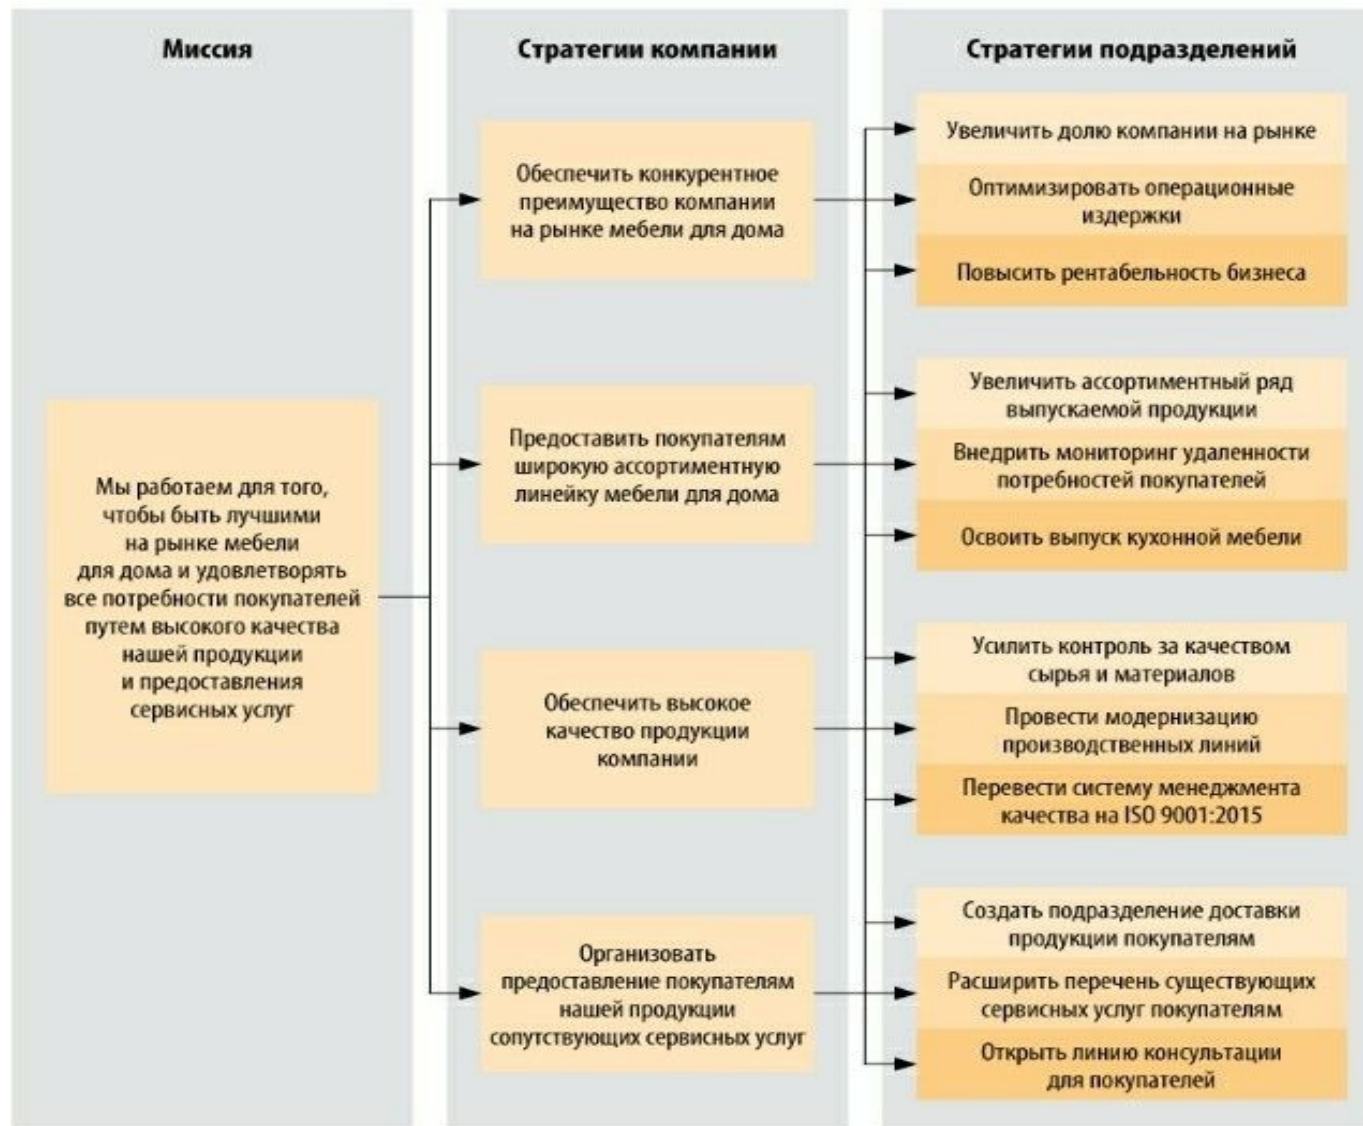 Миссия
Мы работаем для того,
чтобы быть лучшими
на рынке мебели
для дома и удовлетворять
все потребности покупателей
путем высокого качества
нашей продукции
и предоставления
сервисных услуг
Стратегии компании
Обеспечить конкурентное
преимущество компании
на рынке мебели для дома
Предоставить покупателям
широкую ассортиментную
линейку мебели для дома
Обеспечить высокое
качество продукции
компании
Организовать
предоставление покупателям
нашей продукции
сопутствующих сервисных услуг
Стратегии подразделений
Увеличить долю компании на рынке
Оптимизировать операционные
издержки
Повысить рентабельность бизнеса
Увеличить ассортиментный ряд
выпускаемой продукции
Внедрить мониторинг удаленности
потребностей покупателей
Освоить выпуск кухонной мебели
Усилить контроль за качеством
сырья и материалов
Провести модернизацию
производственных линий
Перевести систему менеджмента
качества на ISO 9001:2015
Создать подразделение доставки
продукции покупателям
Расширить перечень существующих
сервисных услуг покупателям
Открыть линию консультации
для покупателей